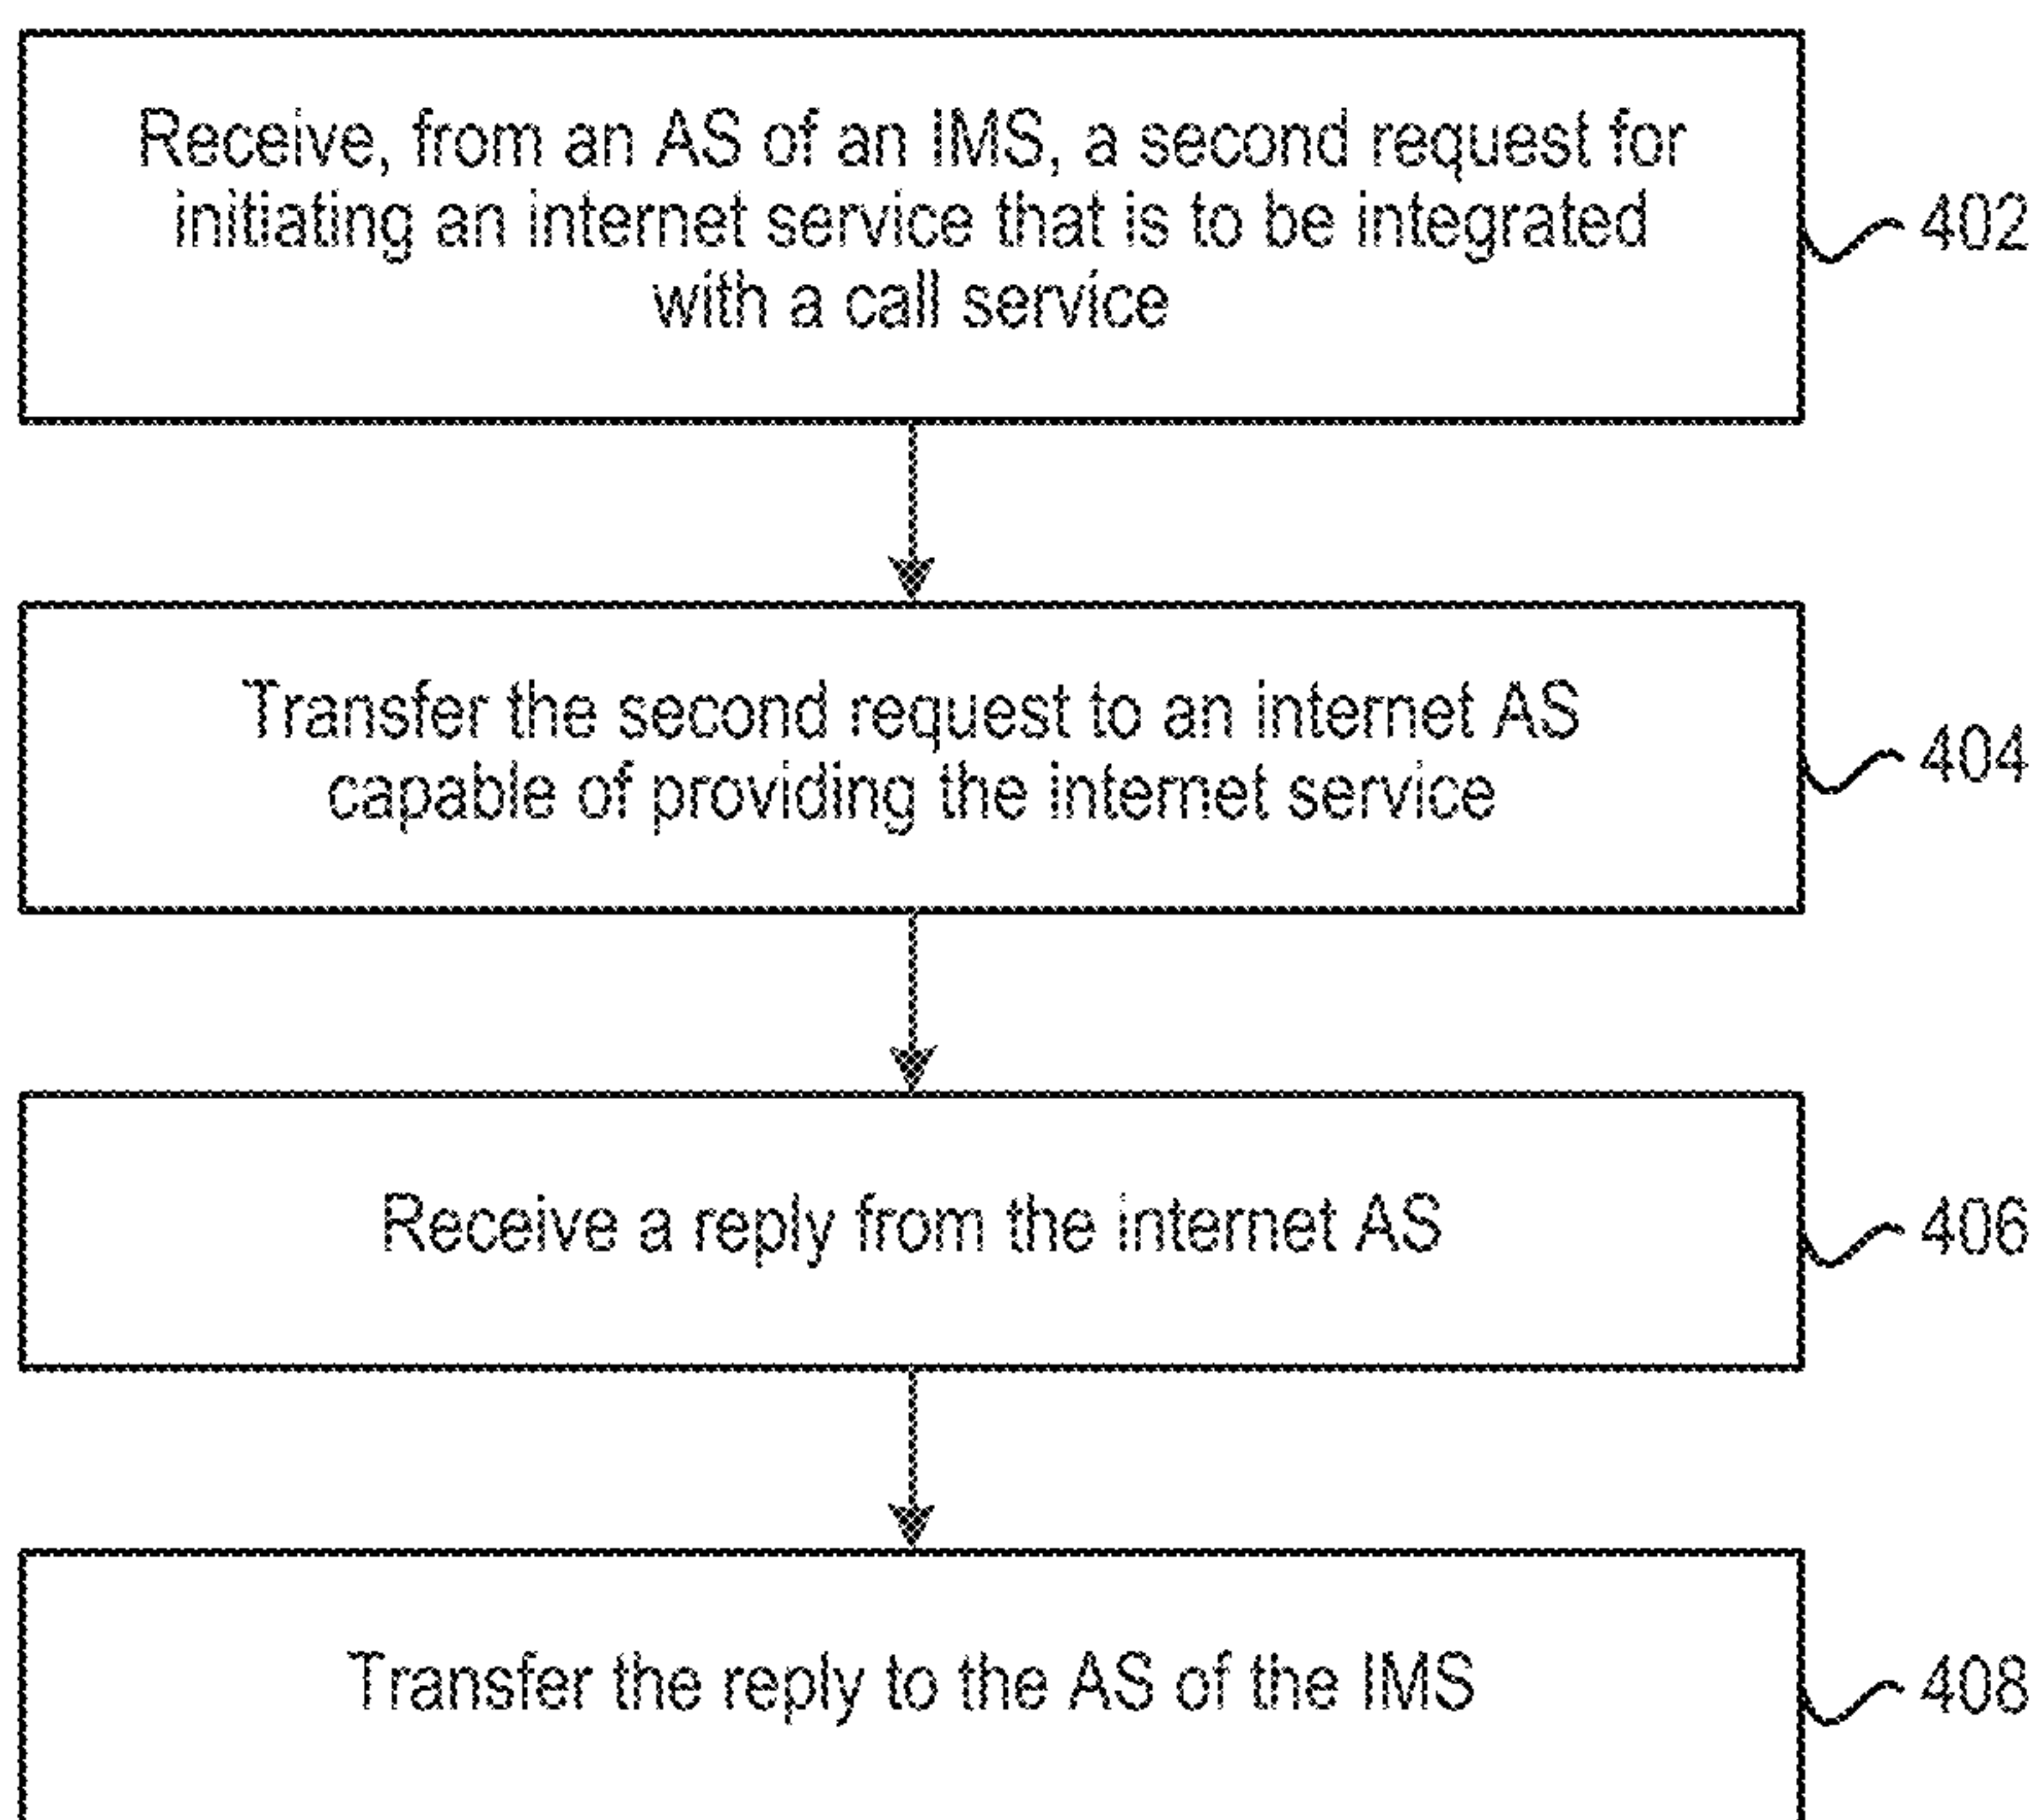 Receive, from an AS of an IMS, a second request for
initiating an internet service that is to be integrated
with a call service
402
Transfer the second request to an internet AS
capable of providing the internet service
404
Receive a reply from the internet AS
406
Transfer the reply to the AS of the IMS
408